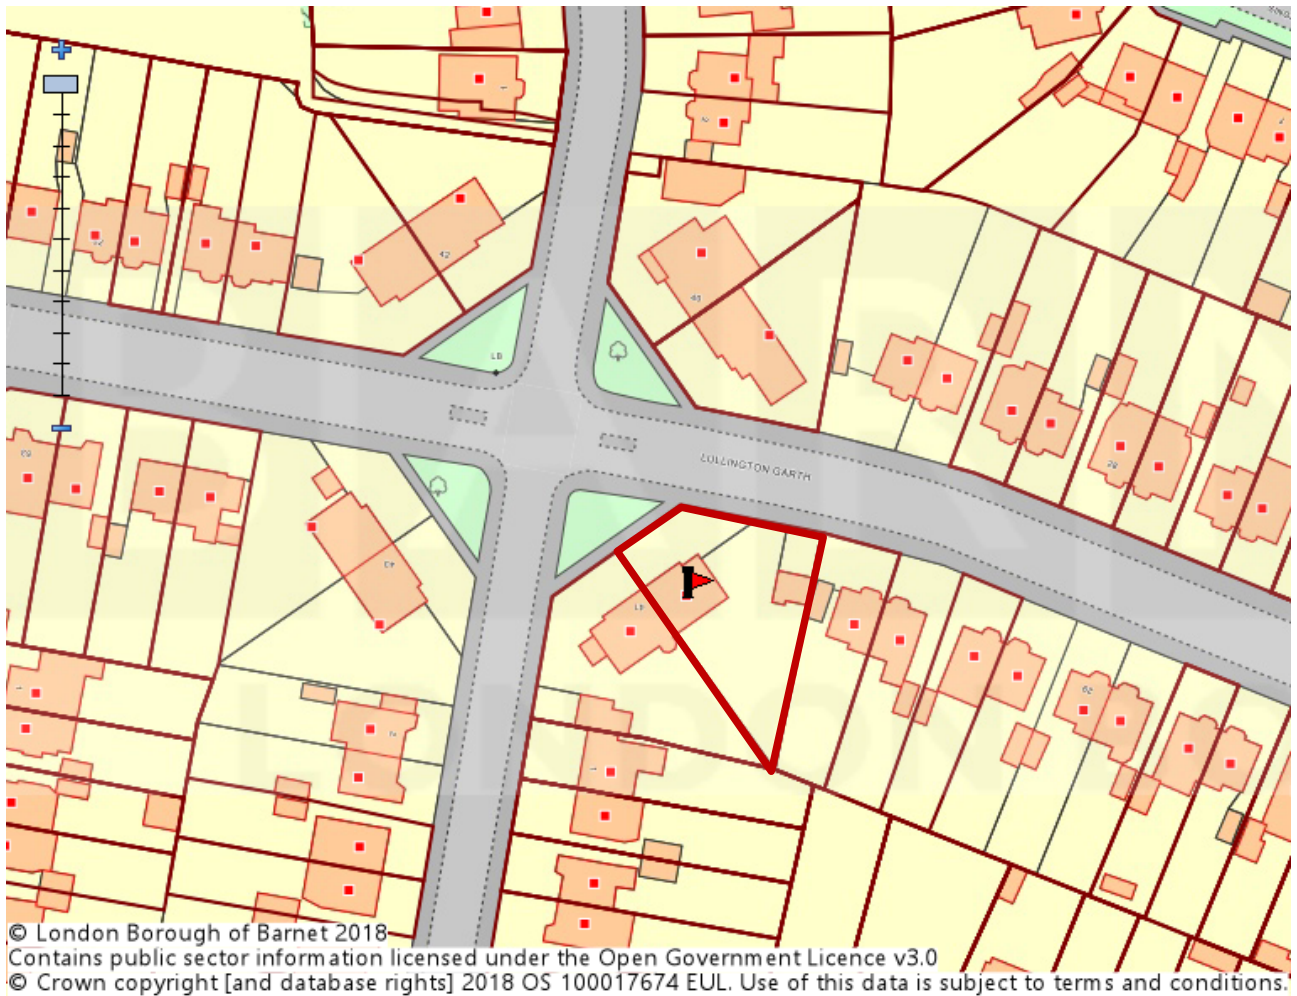 42
LB
LULLINGTON GARTH
© London Borough of Barnet 2018
Contains public sector information licensed under the Open Government Licence v3.0
© Crown copyright [and database rights] 2018 OS 100017674 EUL. Use of this data is subject to terms and conditions.